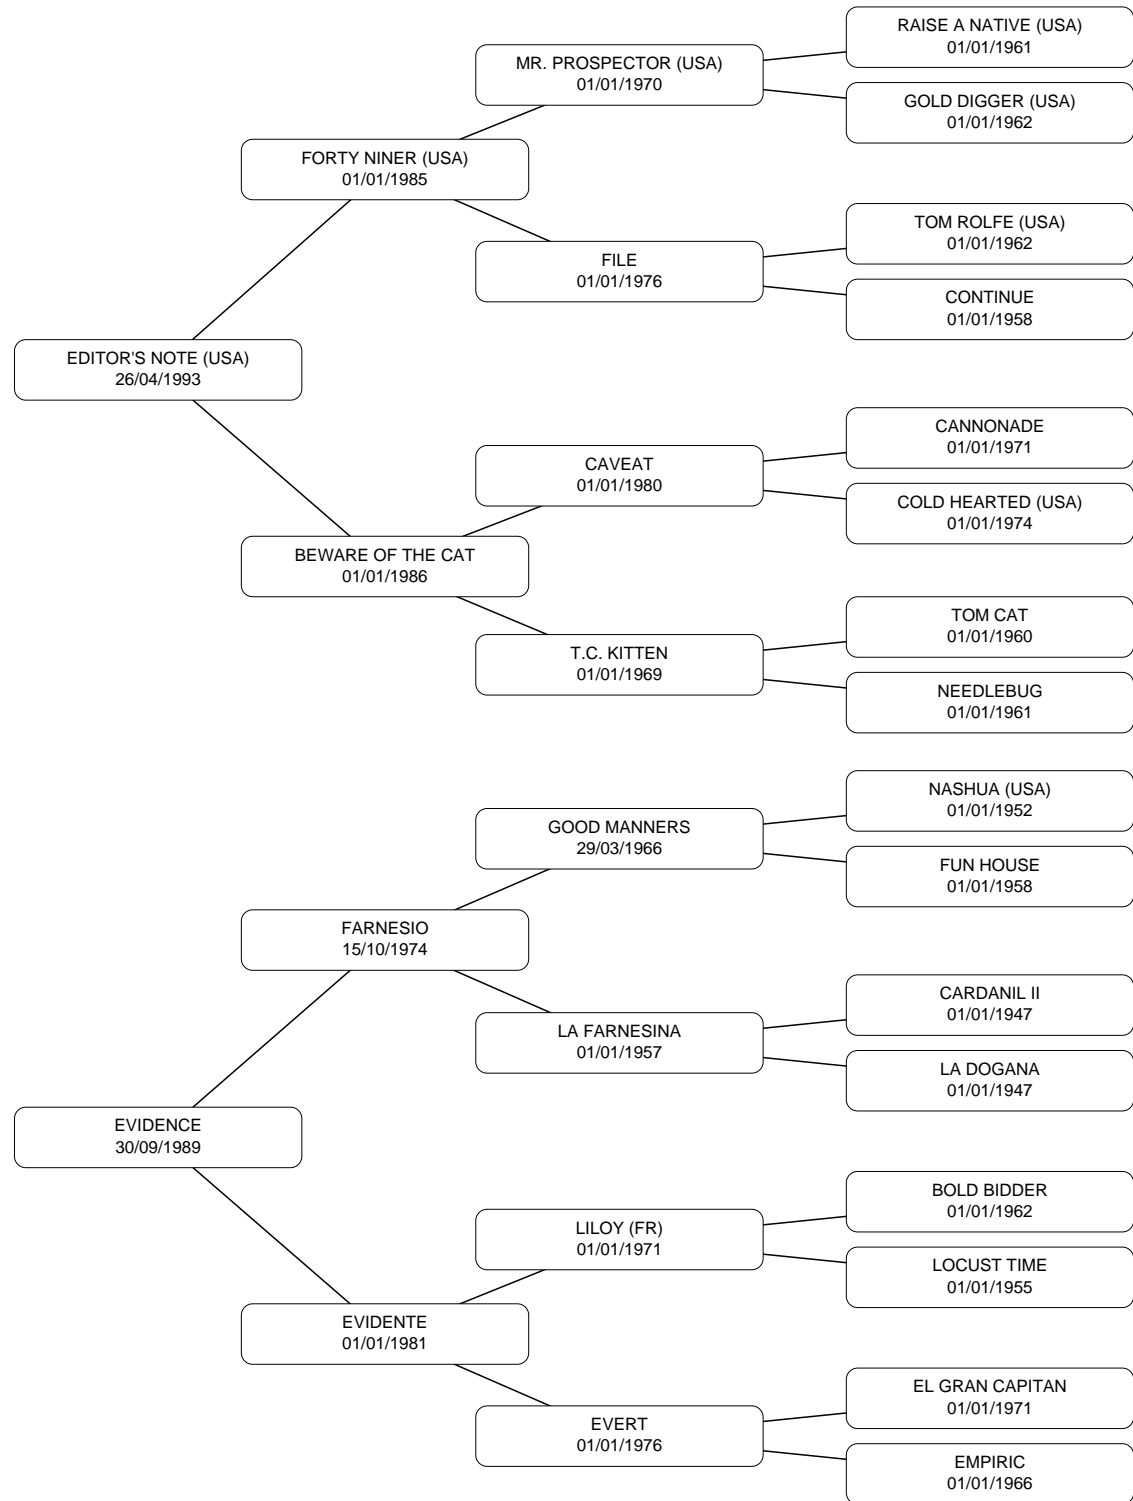 RAISE A NATIVE (USA)
01/01/1961
MR. PROSPECTOR (USA)
01/01/1970
GOLD DIGGER (USA)
01/01/1962
FORTY NINER (USA)
01/01/1985
TOM ROLFE (USA)
01/01/1962
FILE
01/01/1976
CONTINUE
01/01/1958
EDITOR'S NOTE (USA)
26/04/1993
CANNONADE
01/01/1971
CAVEAT
01/01/1980
COLD HEARTED (USA)
01/01/1974
BEWARE OF THE CAT
01/01/1986
TOM CAT
01/01/1960
T.C. KITTEN
01/01/1969
NEEDLEBUG
01/01/1961
NASHUA (USA)
01/01/1952
GOOD MANNERS
29/03/1966
FUN HOUSE
01/01/1958
FARNESIO
15/10/1974
CARDANIL II
01/01/1947
LA FARNESINA
01/01/1957
LA DOGANA
01/01/1947
EVIDENCE
30/09/1989
BOLD BIDDER
01/01/1962
LILOY (FR)
01/01/1971
LOCUST TIME
01/01/1955
EVIDENTE
01/01/1981
EL GRAN CAPITAN
01/01/1971
EVERT
01/01/1976
EMPIRIC
01/01/1966